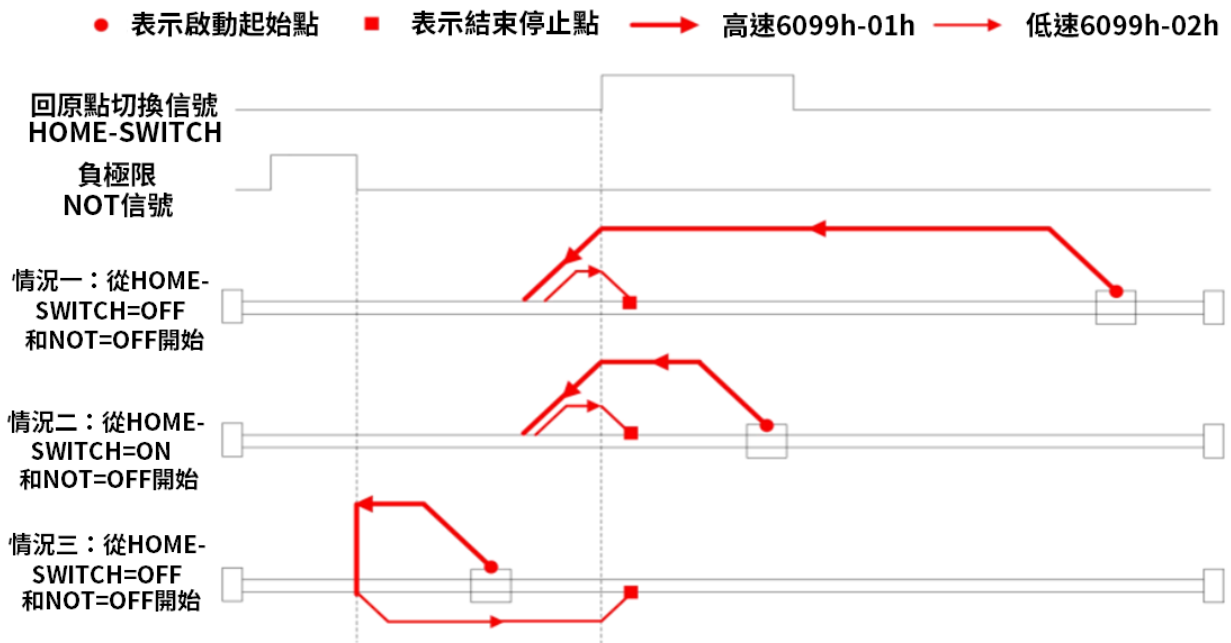 表示啟動起始點 表示結束停止點 高速6099h-01h 低速6099h-02h
回原點切換信號
HOME-SWITCH
負極限
NOT信號
情況一：從HOME-
SWITCH=OFF
和NOT=OFF開始
情況二：從HOME-
SWITCH=ON
和NOT=OFF開始
情況三：從HOME-
SWITCH=OFF
和NOT=OFF開始